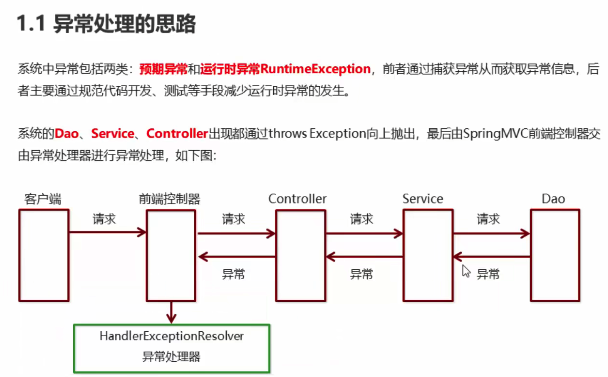 1.1 异常处理的思路
系统中异常包括两类：预期异常和运行时异常RuntimeException，前者通过捕获异常从而获取异常信息，后
者主要通过规范代码开发、测试等手段减少运行时异常的发生。
系统的Dao、Service、Controller出现都通过throws Exception向上抛出，最后由SpringMVC前端控制器交
由异常处理器进行异常处理，如下图：
客户端 前端控制器 Controller Service Dao
请求 请求 请求 请求
异常 异常 异常
HandlerExceptionResolver
异常处理器